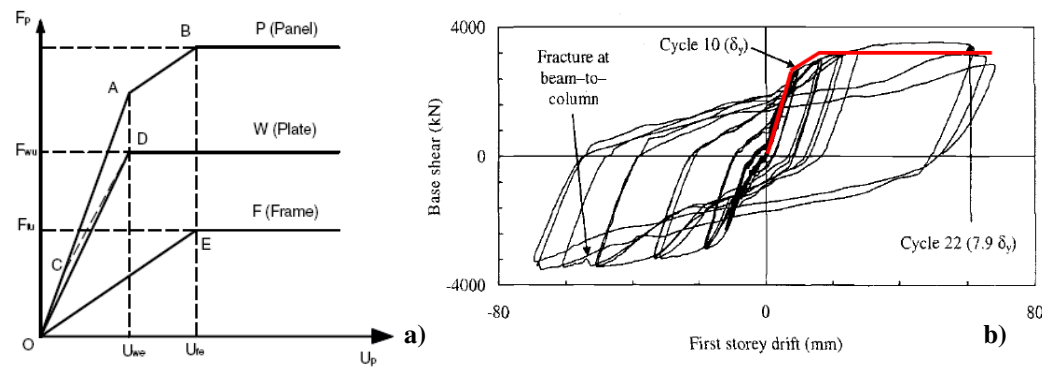 Fp
B
P (Panel)
A
D
W (Plate)
Fwu
F (Frame)
Ffu
E
C
O
Uwe
Ufe
Up
a)
4000
0
-4000
Base shear (kN)
Fracture at
beam-to-
column
Cycle 10 (δy)
Cycle 22 (7.9 δy)
-80
0
80
First storey drift (mm)
b)